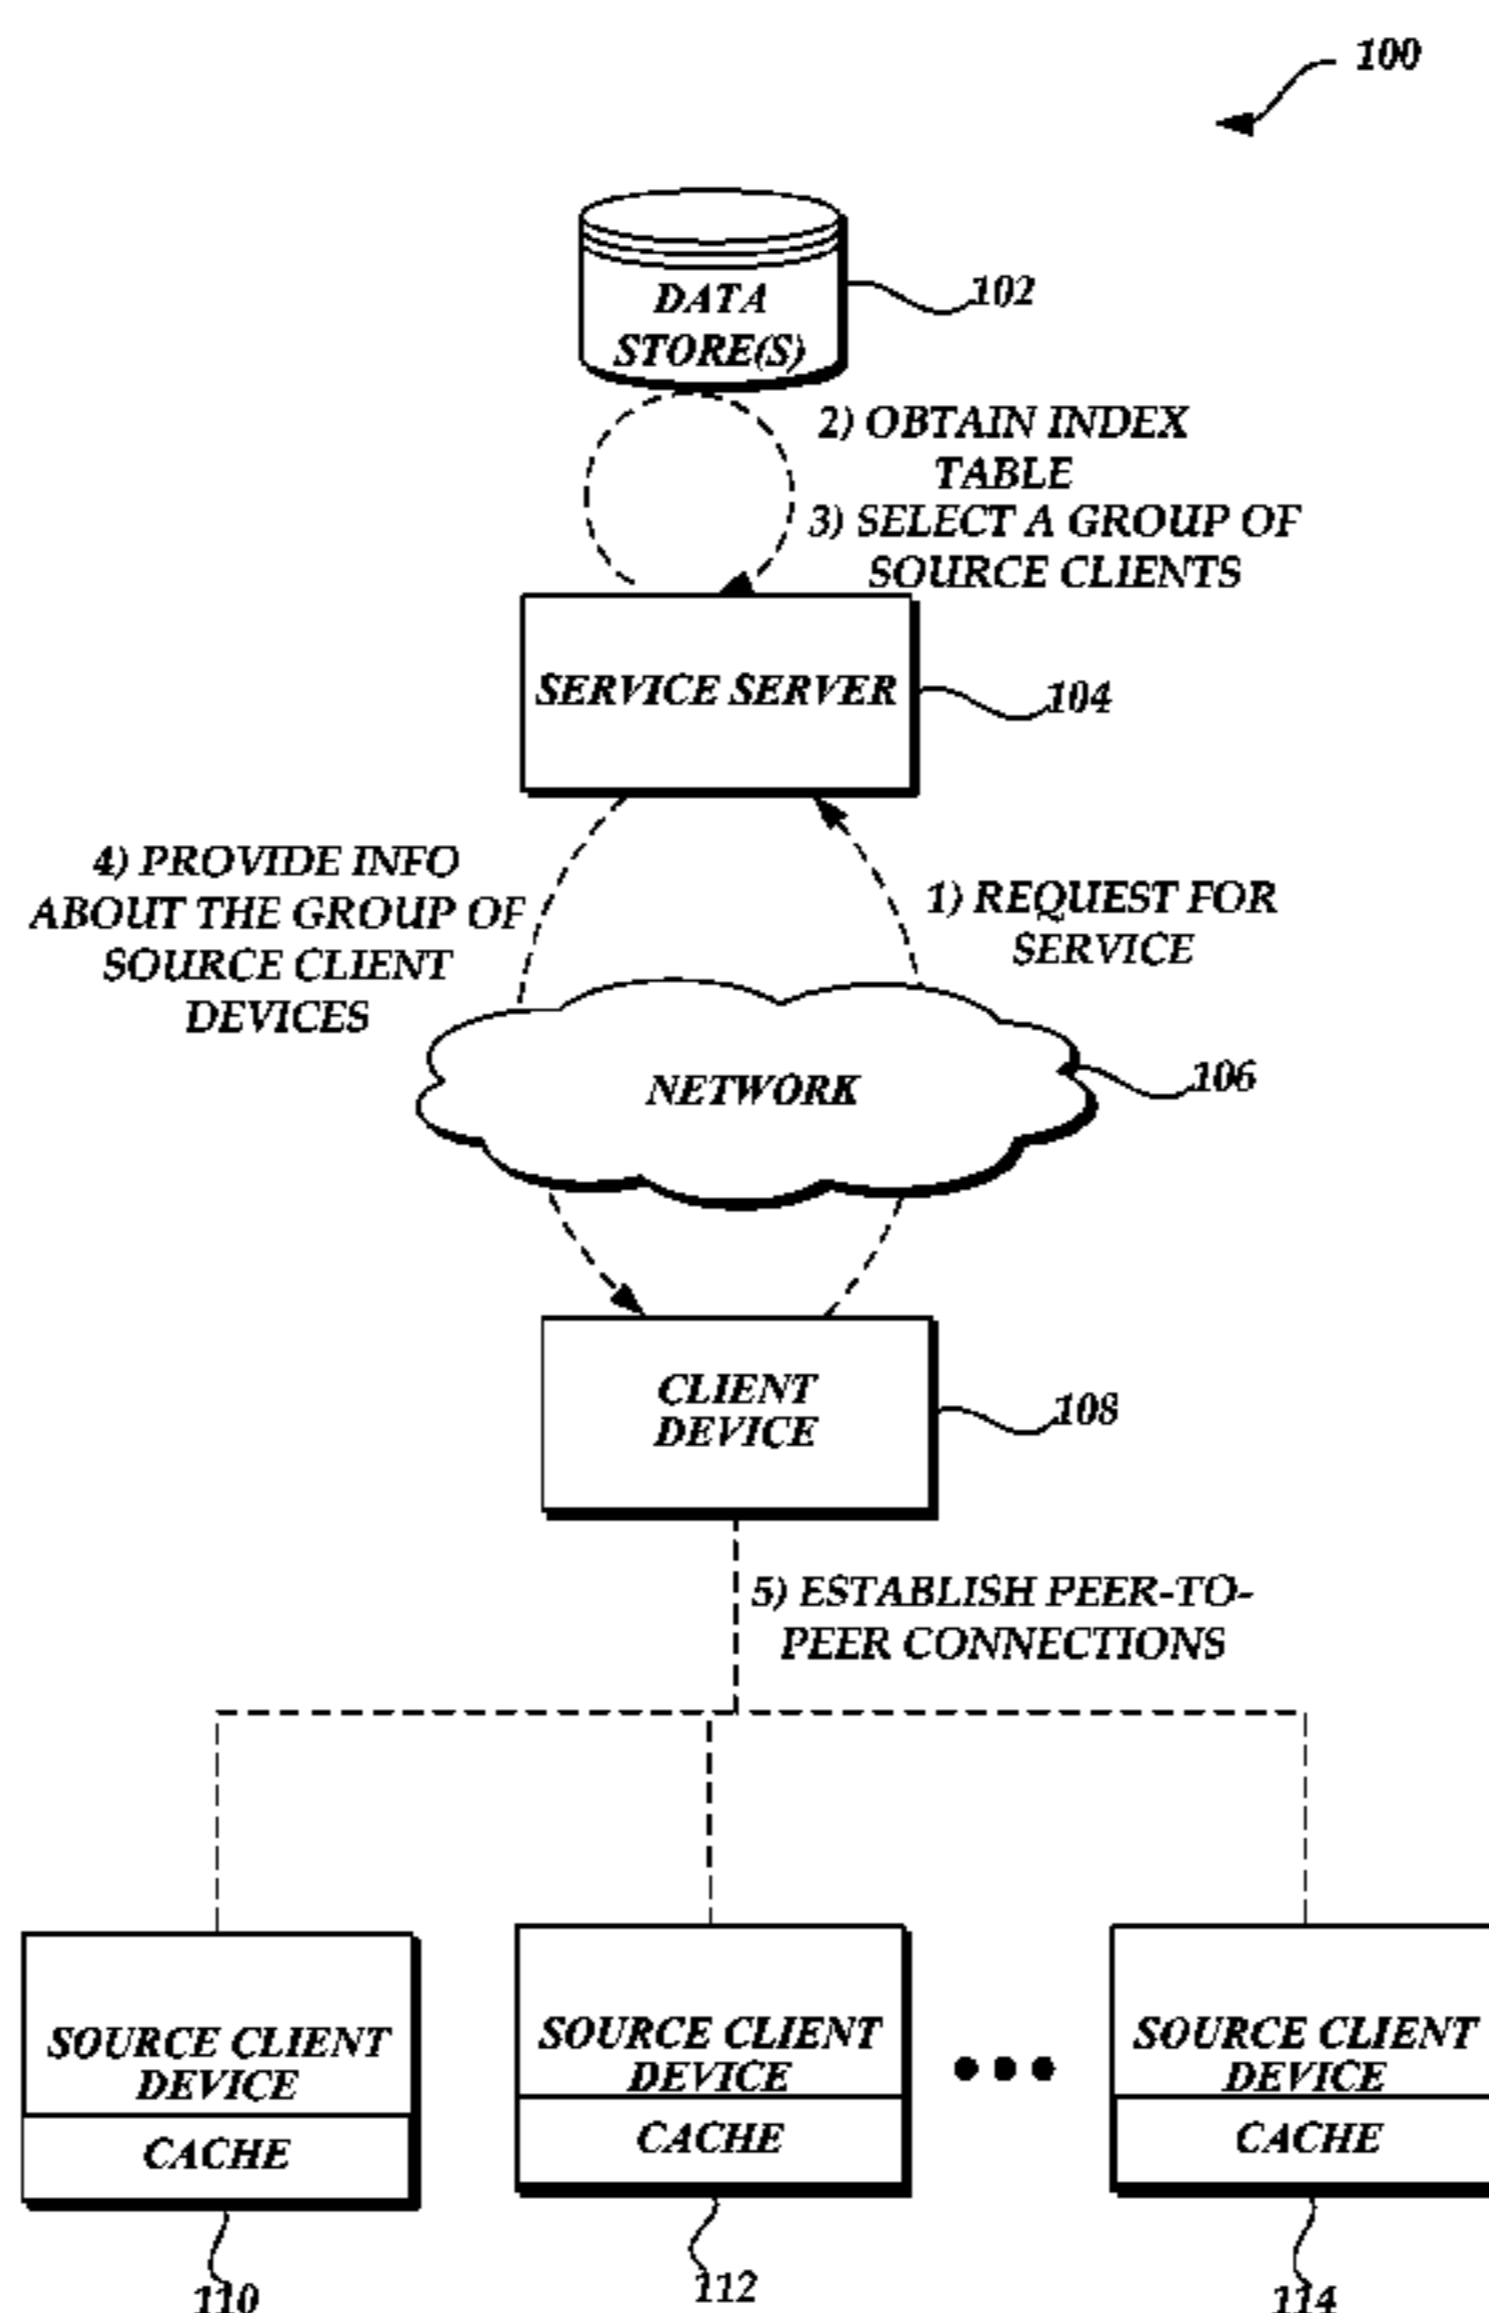 100
DATA
STORE(S)
102
2) OBTAIN INDEX
TABLE
3) SELECT A GROUP OF
SOURCE CLIENTS
SERVICE SERVER
104
4) PROVIDE INFO
ABOUT THE GROUP OF
SOURCE CLIENT
DEVICES
1) REQUEST FOR
SERVICE
NETWORK
106
CLIENT
DEVICE
108
5) ESTABLISH PEER-TO-
PEER CONNECTIONS
SOURCE CLIENT
DEVICE
CACHE
110
SOURCE CLIENT
DEVICE
CACHE
112
SOURCE CLIENT
DEVICE
CACHE
114